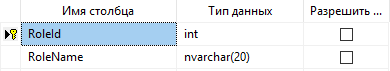 Имя столбца Тип данных Разрешить ...
RoleId int
RoleName nvarchar(20)